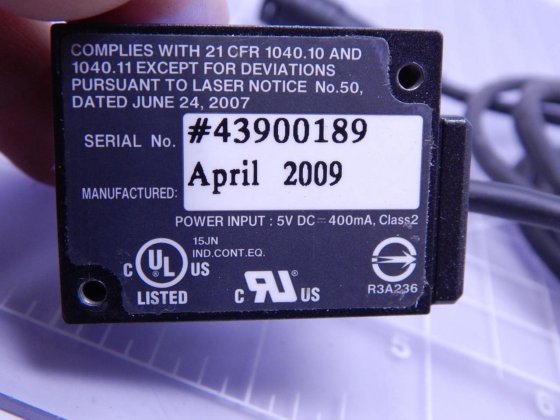 COMPLIES WITH 21 CFR 1040.10 AND
1040.11 EXCEPT FOR DEVIATIONS
PURSUANT TO LASER NOTICE No.50,
DATED JUNE 24, 2007
SERIAL No. #43900189
MANUFACTURED: April 2009
POWER INPUT : 5V DC⎓400mA, Class2
15JN
IND.CONT.EQ.
C UL US
®
LISTED
C RU US
R3A236